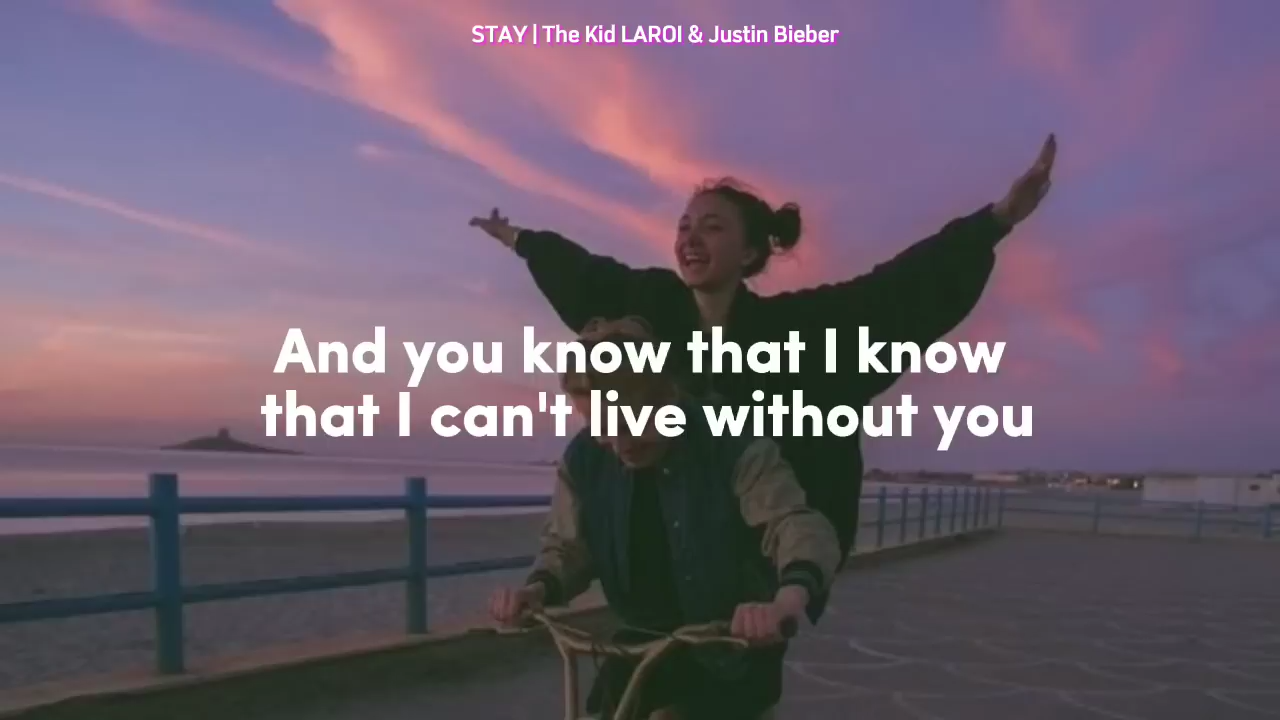 STAY | The Kid LAROI & Justin Bieber
And you know that I know
that I can't live without you